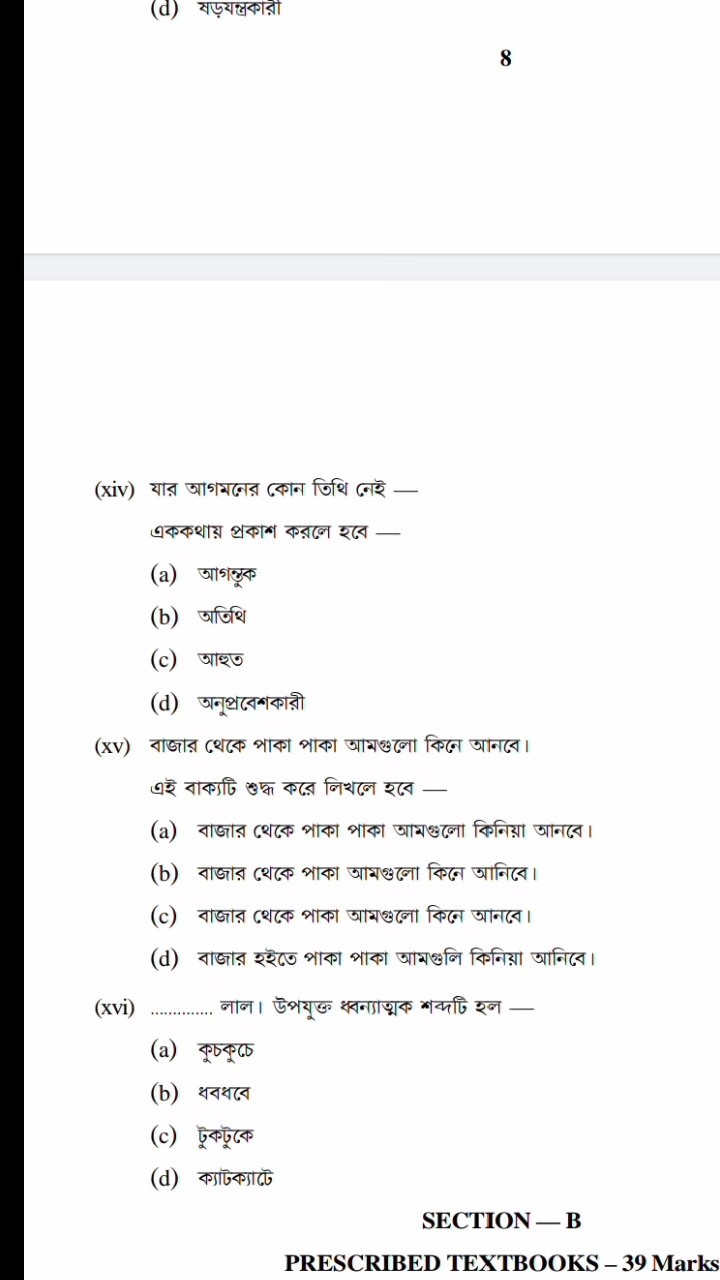 (d) ষড়যন্ত্রকারী
8
(xiv) যার আগমনের কোন তিথি নেই —
এককথায় প্রকাশ করলে হবে —
(a) আগন্তুক
(b) অতিথি
(c) আহুত
(d) অনুপ্রবেশকারী
(xv) বাজার থেকে পাকা পাকা আমগুলো কিনে আনবে।
এই বাক্যটি শুদ্ধ করে লিখলে হবে —
(a) বাজার থেকে পাকা পাকা আমগুলো কিনিয়া আনবে।
(b) বাজার থেকে পাকা আমগুলো কিনে আনিবে।
(c) বাজার থেকে পাকা আমগুলো কিনে আনবে।
(d) বাজার হইতে পাকা পাকা আমগুলি কিনিয়া আনিবে।
(xvi) .............. লাল। উপযুক্ত ধ্বন্যাত্মক শব্দটি হল —
(a) কুচকুচে
(b) ধবধবে
(c) টুকটুকে
(d) ক্যাটক্যাটে
SECTION — B
PRESCRIBED TEXTBOOKS – 39 Marks